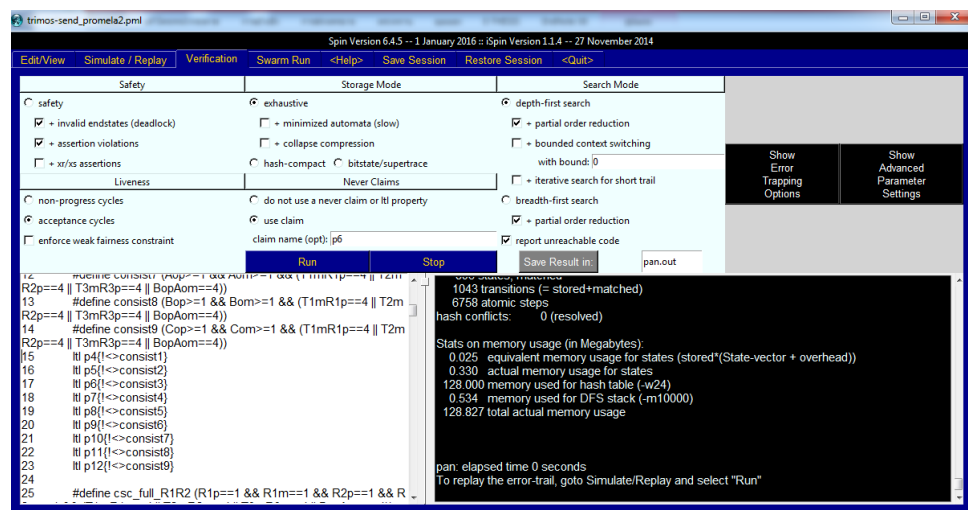 trimos-send_promela2.pml
Spin Version 6.4.5 -- 1 January 2016 :: iSpin Version 1.1.4 -- 27 November 2014
Edit/View Simulate / Replay Verification Swarm Run <Help> Save Session Restore Session <Quit>
Safety Storage Mode Search Mode
safety exhaustive depth-first search
+ invalid endstates (deadlock) + minimized automata (slow) + partial order reduction
+ assertion violations + collapse compression + bounded context switching
+ xr/xs assertions hash-compact bitstate/supertrace with bound: 0
Liveness Never Claims + iterative search for short trail
non-progress cycles do not use a never claim or ltl property breadth-first search
acceptance cycles use claim + partial order reduction
enforce weak fairness constraint claim name (opt): p6 report unreachable code
Run Stop Save Result in: pan.out
Show Error Trapping Options
Show Advanced Parameter Settings
R2p==4 || T3mR3p==4 || BopAom==4))
13 #define consist8 (Bop>=1 && Bom>=1 && (T1mR1p==4 || T2m
R2p==4 || T3mR3p==4 || BopAom==4))
14 #define consist9 (Cop>=1 && Com>=1 && (T1mR1p==4 || T2m
R2p==4 || T3mR3p==4 || BopAom==4))
15 ltl p4{!<>consist1}
16 ltl p5{!<>consist2}
17 ltl p6{!<>consist3}
18 ltl p7{!<>consist4}
19 ltl p8{!<>consist5}
20 ltl p9{!<>consist6}
21 ltl p10{!<>consist7}
22 ltl p11{!<>consist8}
23 ltl p12{!<>consist9}
24
25 #define csc_full_R1R2 (R1p==1 && R1m==1 && R2p==1 && R
states, matched
1043 transitions (= stored+matched)
6758 atomic steps
hash conflicts: 0 (resolved)
Stats on memory usage (in Megabytes):
0.025 equivalent memory usage for states (stored*(State-vector + overhead))
0.330 actual memory usage for states
128.000 memory used for hash table (-w24)
0.534 memory used for DFS stack (-m10000)
128.827 total actual memory usage
pan: elapsed time 0 seconds
To replay the error-trail, goto Simulate/Replay and select "Run"